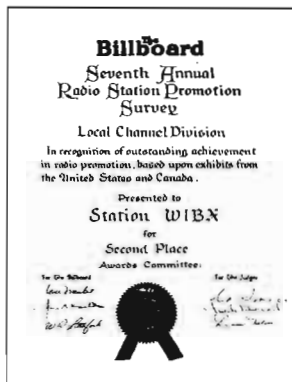 The
Billboard
Seventh Annual
Radio Station Promotion
Survey
Local Channel Division
In recognition of outstanding achievement
in radio promotion, based upon exhibits from
the United States and Canada.
Presented to
Station WIBX
for
Second Place
Awards Committee:
For The Billboard
For The Judges